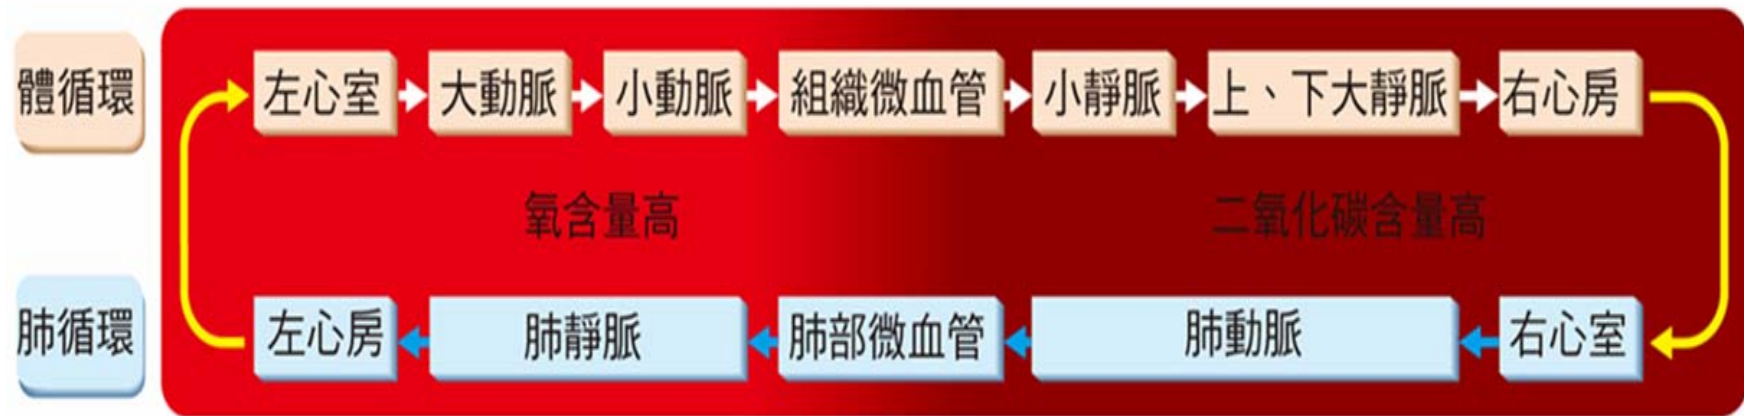 體循環
左心室
大動脈
小動脈
組織微血管
小靜脈
上、下大靜脈
右心房
氧含量高
二氧化碳含量高
肺循環
左心房
肺靜脈
肺部微血管
肺動脈
右心室